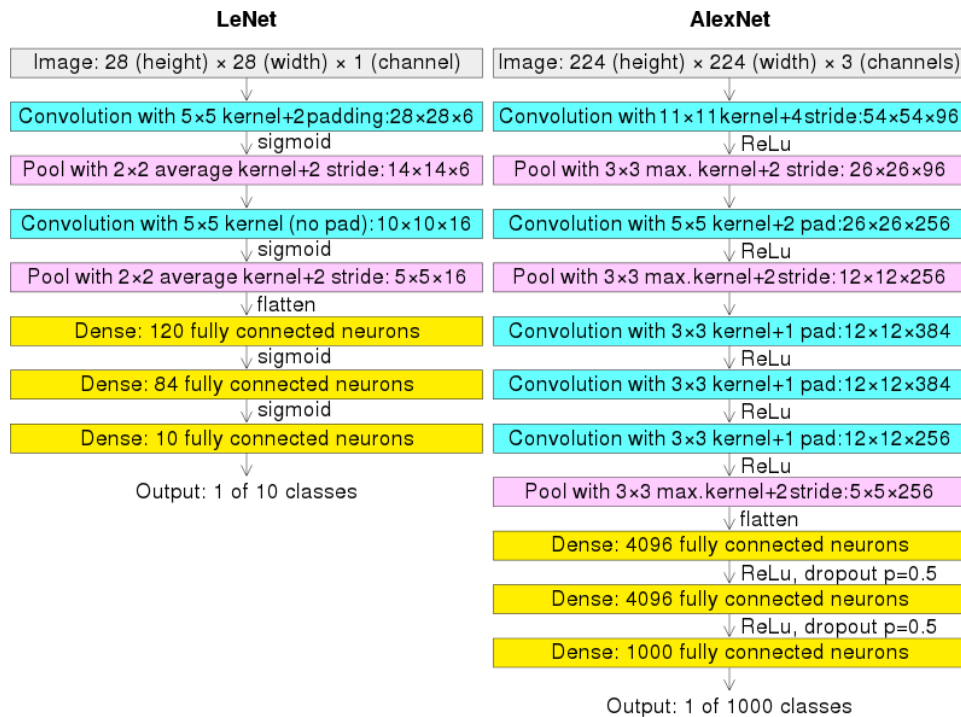 LeNet
Image: 28 (height) × 28 (width) × 1 (channel)
Convolution with 5×5 kernel+2padding:28×28×6
sigmoid
Pool with 2×2 average kernel+2 stride:14×14×6
Convolution with 5×5 kernel (no pad):10×10×16
sigmoid
Pool with 2×2 average kernel+2 stride: 5×5×16
flatten
Dense: 120 fully connected neurons
sigmoid
Dense: 84 fully connected neurons
sigmoid
Dense: 10 fully connected neurons
Output: 1 of 10 classes
AlexNet
Image: 224 (height) × 224 (width) × 3 (channels)
Convolution with 11×11 kernel+4 stride:54×54×96
ReLu
Pool with 3×3 max. kernel+2 stride: 26×26×96
Convolution with 5×5 kernel+2 pad:26×26×256
ReLu
Pool with 3×3 max.kernel+2stride:12×12×256
Convolution with 3×3 kernel+1 pad:12×12×384
ReLu
Convolution with 3×3 kernel+1 pad:12×12×384
ReLu
Convolution with 3×3 kernel+1 pad:12×12×256
ReLu
Pool with 3×3 max.kernel+2stride:5×5×256
flatten
Dense: 4096 fully connected neurons
ReLu, dropout p=0.5
Dense: 4096 fully connected neurons
ReLu, dropout p=0.5
Dense: 1000 fully connected neurons
Output: 1 of 1000 classes